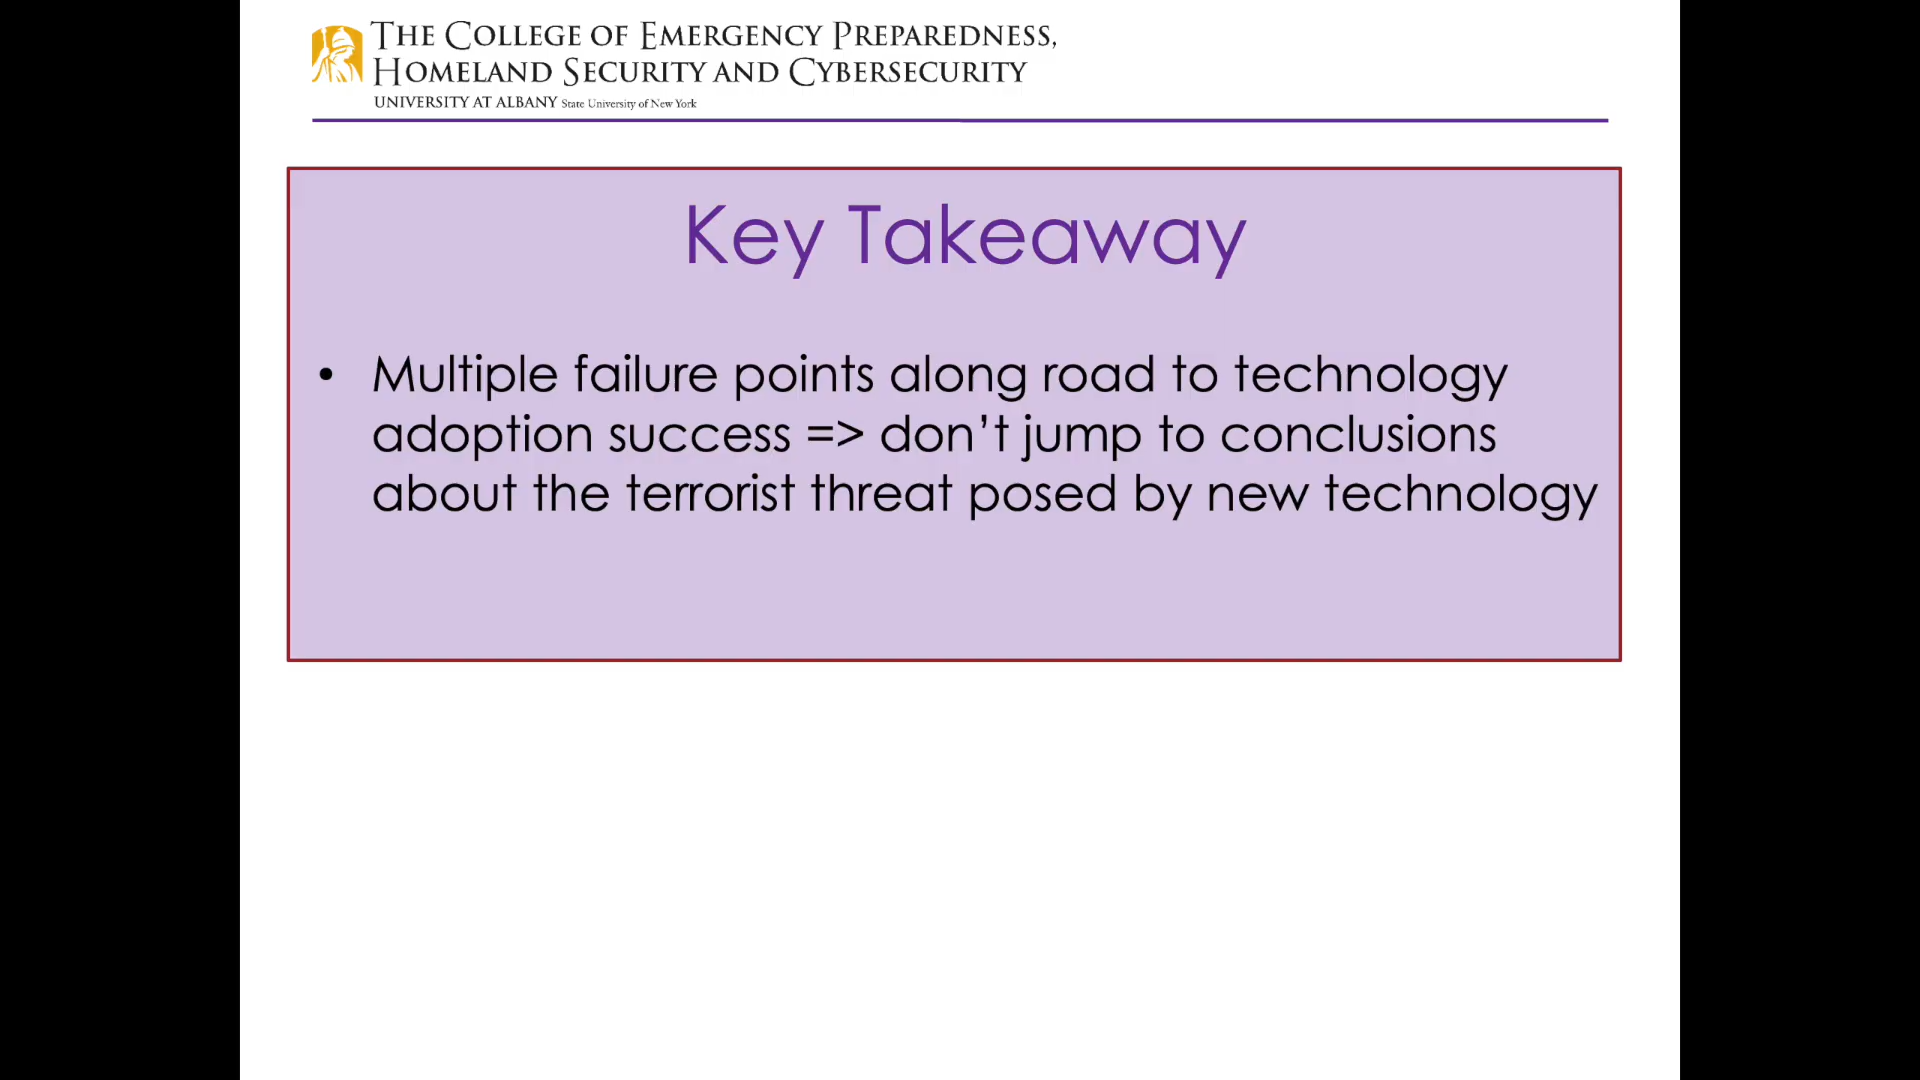 THE COLLEGE OF EMERGENCY PREPAREDNESS,
HOMELAND SECURITY AND CYBERSECURITY
UNIVERSITY AT ALBANY State University of New York
Key Takeaway
• Multiple failure points along road to technology
adoption success => don’t jump to conclusions
about the terrorist threat posed by new technology